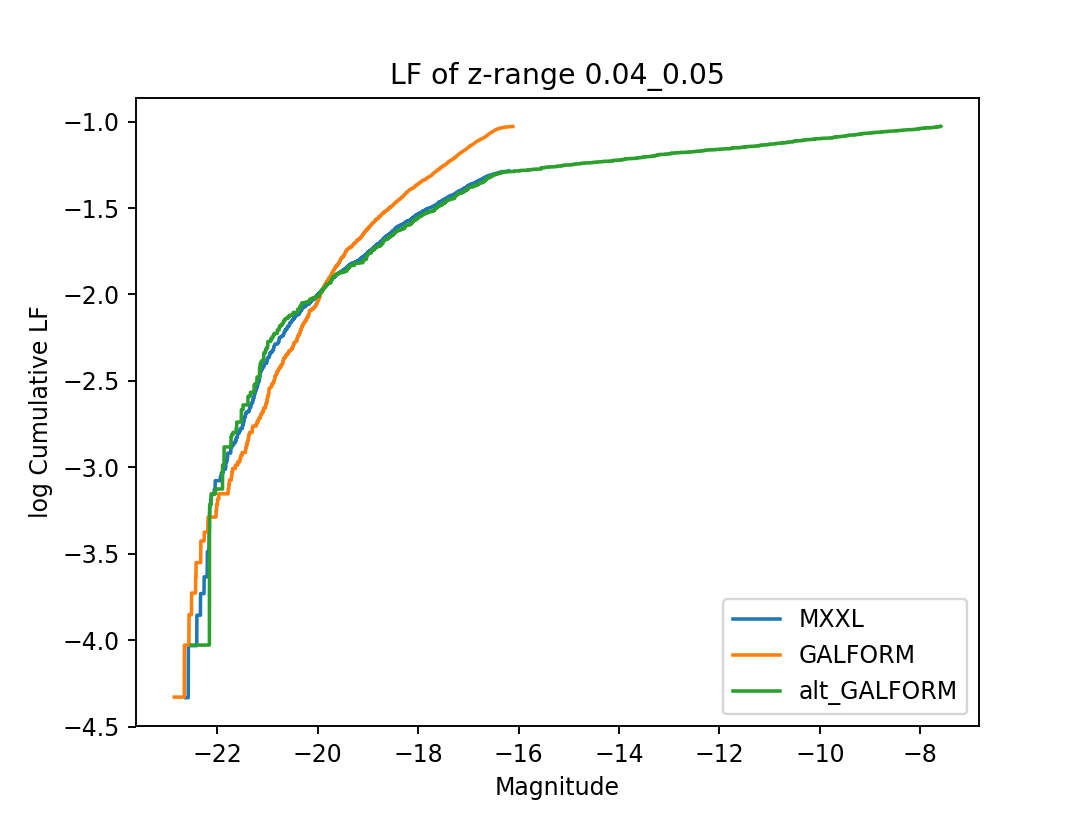 LF of z-range 0.04_0.05
log Cumulative LF
−1.0
−1.5
−2.0
−2.5
−3.0
−3.5
−4.0
−4.5
MXXL
GALFORM
alt_GALFORM
−22 −20 −18 −16 −14 −12 −10 −8
Magnitude